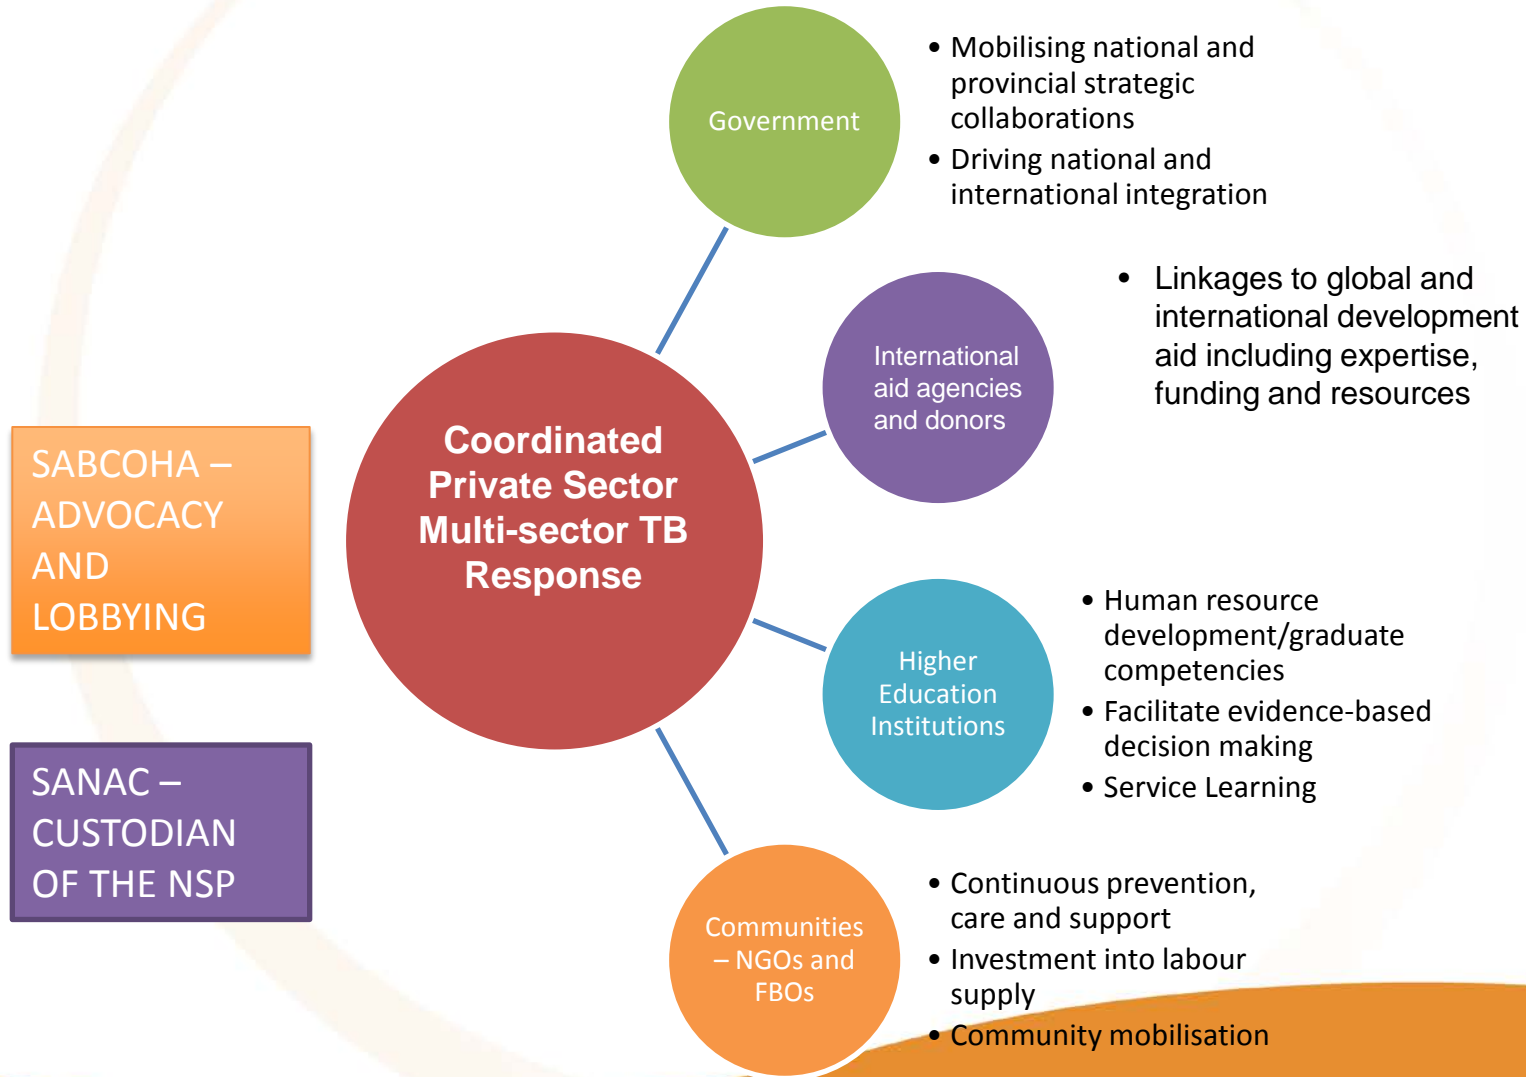 Government
• Mobilising national and
provincial strategic
collaborations
• Driving national and
international integration
International
aid agencies
and donors
• Linkages to global and
international development
aid including expertise,
funding and resources
Coordinated
Private Sector
Multi-sector TB
Response
SABCOHA –
ADVOCACY
AND
LOBBYING
SANAC –
CUSTODIAN
OF THE NSP
Higher
Education
Institutions
• Human resource
development/graduate
competencies
• Facilitate evidence-based
decision making
• Service Learning
Communities
– NGOs and
FBOs
• Continuous prevention,
care and support
• Investment into labour
supply
• Community mobilisation